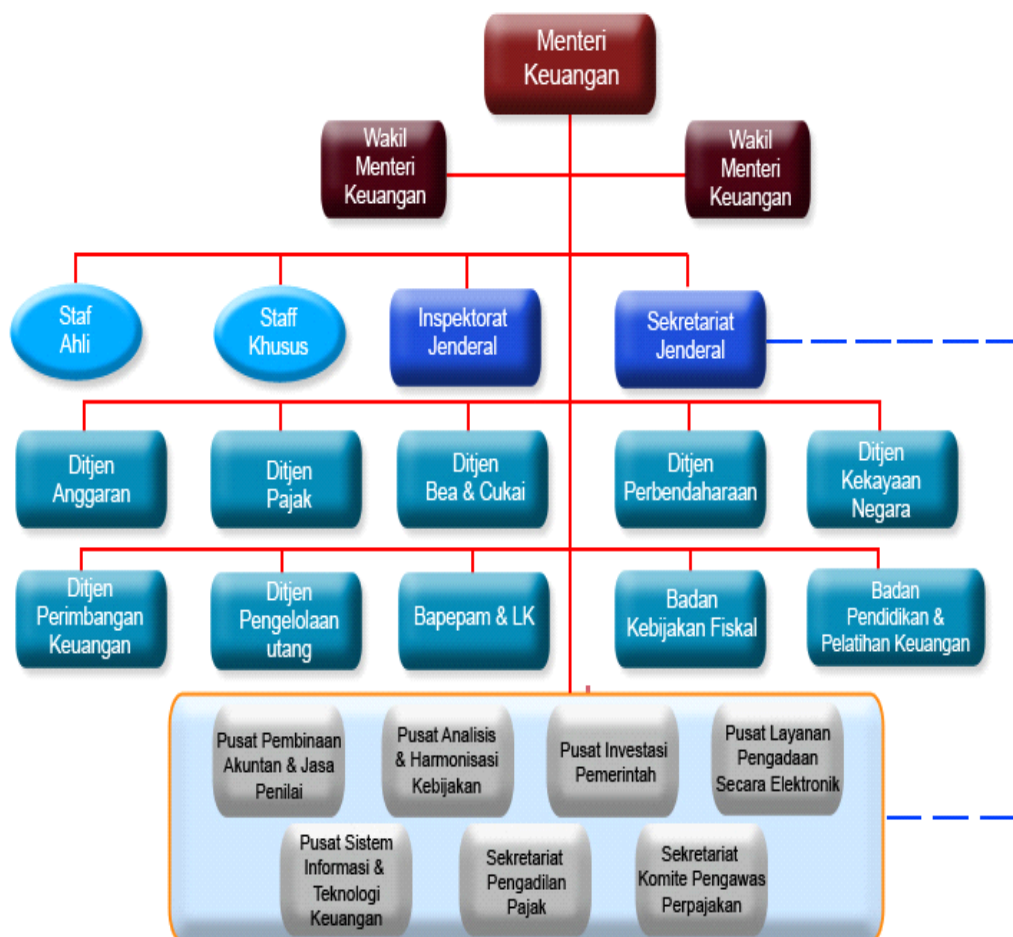 Menteri
Keuangan
Wakil
Menteri
Keuangan
Wakil
Menteri
Keuangan
Staf
Ahli
Staff
Khusus
Inspektorat
Jenderal
Sekretariat
Jenderal
Ditjen
Anggaran
Ditjen
Pajak
Ditjen
Bea & Cukai
Ditjen
Perbendaharaan
Ditjen
Kekayaan
Negara
Ditjen
Perimbangan
Keuangan
Ditjen
Pengelolaan
utang
Bapepam & LK
Badan
Kebijakan Fiskal
Badan
Pendidikan &
Pelatihan Keuangan
Pusat Pembinaan
Akuntan & Jasa
Penilai
Pusat Analisis
& Harmonisasi
Kebijakan
Pusat Investasi
Pemerintah
Pusat Layanan
Pengadaan
Secara Elektronik
Pusat Sistem
Informasi &
Teknologi
Keuangan
Sekretariat
Pengadilan
Pajak
Sekretariat
Komite Pengawas
Perpajakan